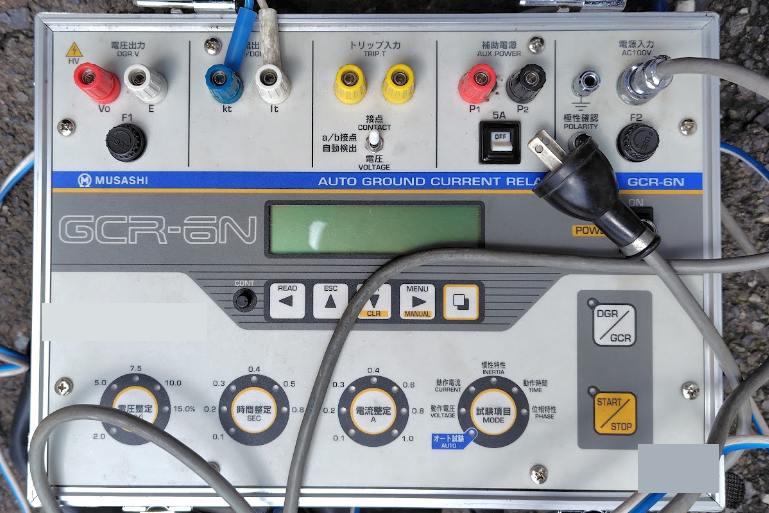 電圧出力
DGR.V
HV
Vo
E
F1
kt
lt
トリップ入力
TRIP.T
接点
CONTACT
a/b接点
自動検出
電圧
VOLTAGE
補助電源
AUX.POWER
P1
P2
5A
OFF
電源入力
AC100V
極性確認
POLARITY
F2
MUSASHI
AUTO GROUND CURRENT RELA
GCR-6N
GCR-6N
ON
CONT
READ
ESC
MENU
CLR
MANUAL
DGR/GCR
START/STOP
7.5
5.0
10.0
15.0%
2.0
電圧整定
0.4
0.3
0.5
0.2
0.8
0.1
時間整定
SEC
0.4
0.3
0.6
0.2
0.8
0.1
1.0
電流整定
A
慣性特性
INERTIA
動作電流
CURRENT
動作時間
TIME
動作電圧
VOLTAGE
位相特性
PHASE
オート試験
AUTO
試験項目
MODE